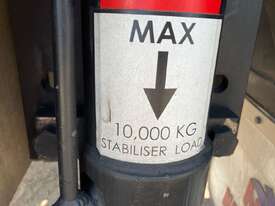 MAX
10,000 KG
STABILISER LOAD